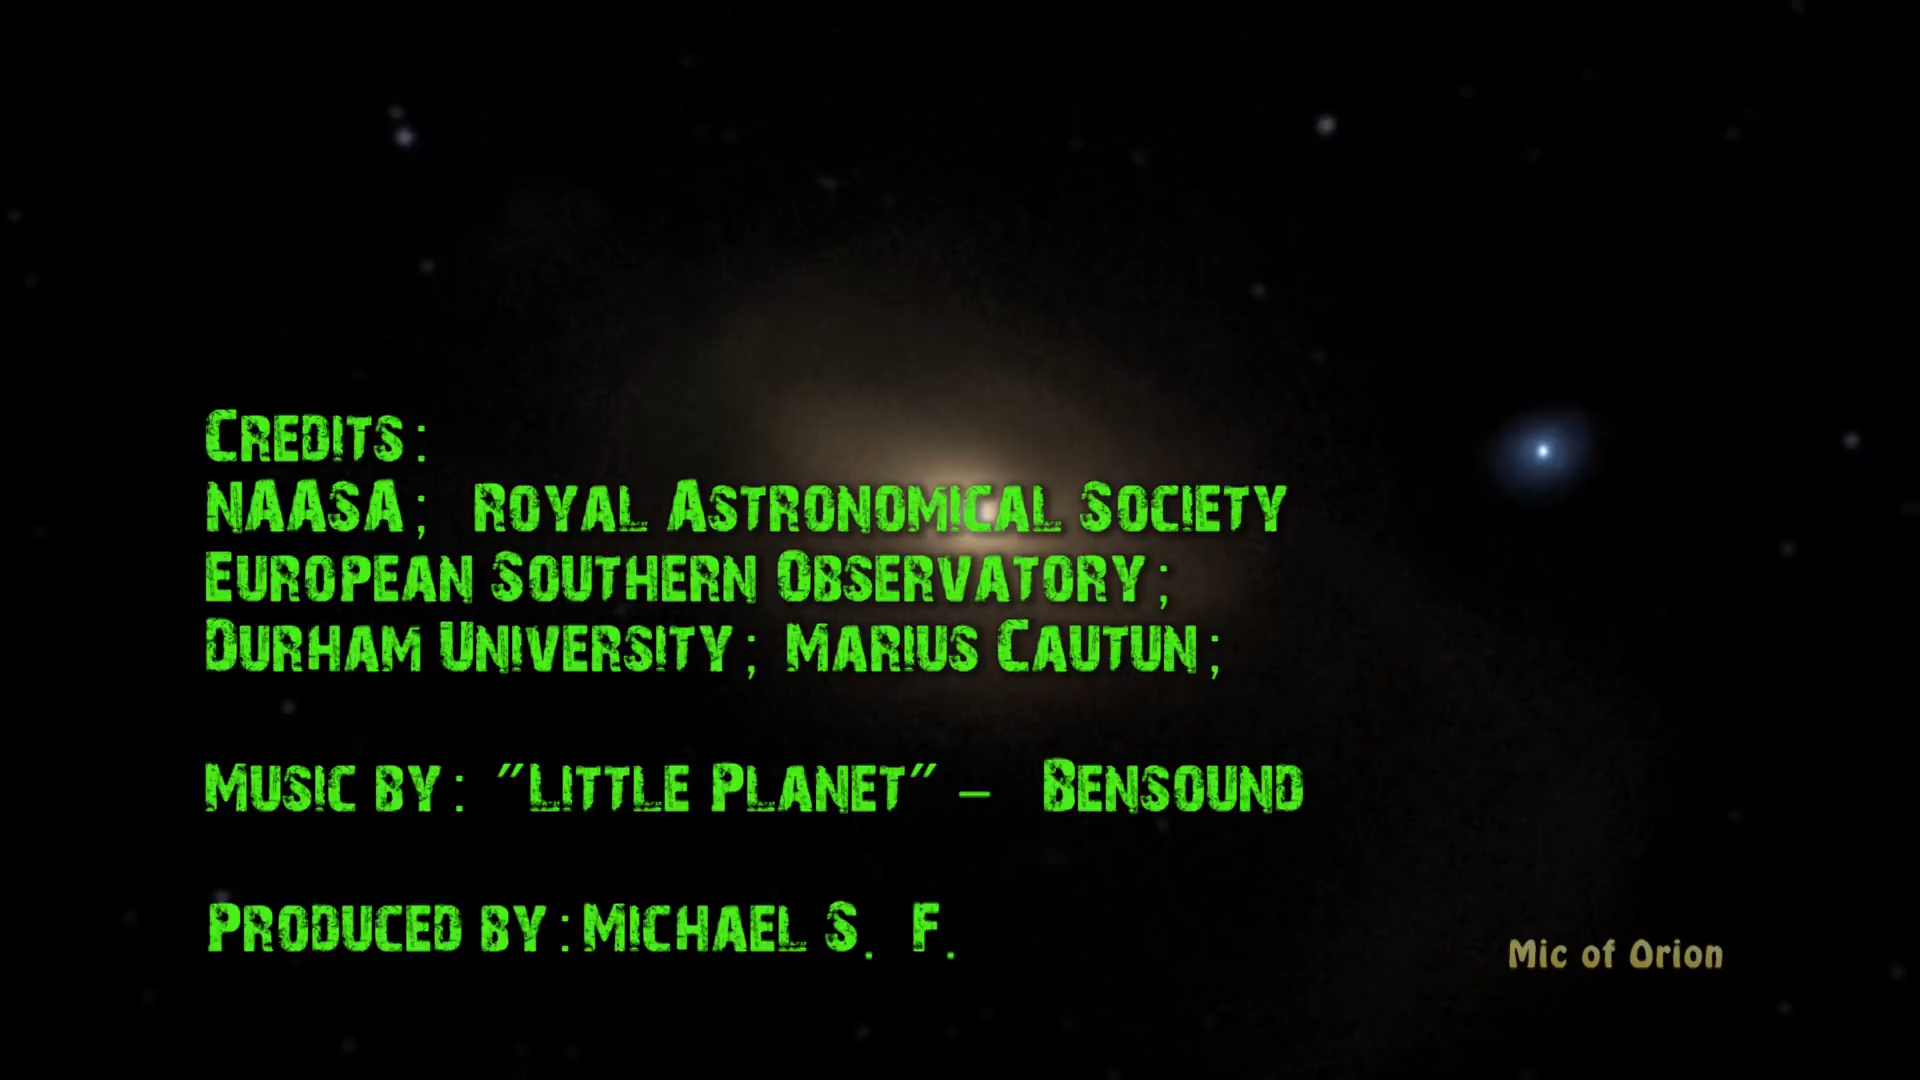 Credits:
NAASA; Royal Astronomical Society
European Southern Observatory;
Durham University; Marius Cautun;
Music by: "Little Planet" – Bensound
Produced by:Michael S. F.
Mic of Orion